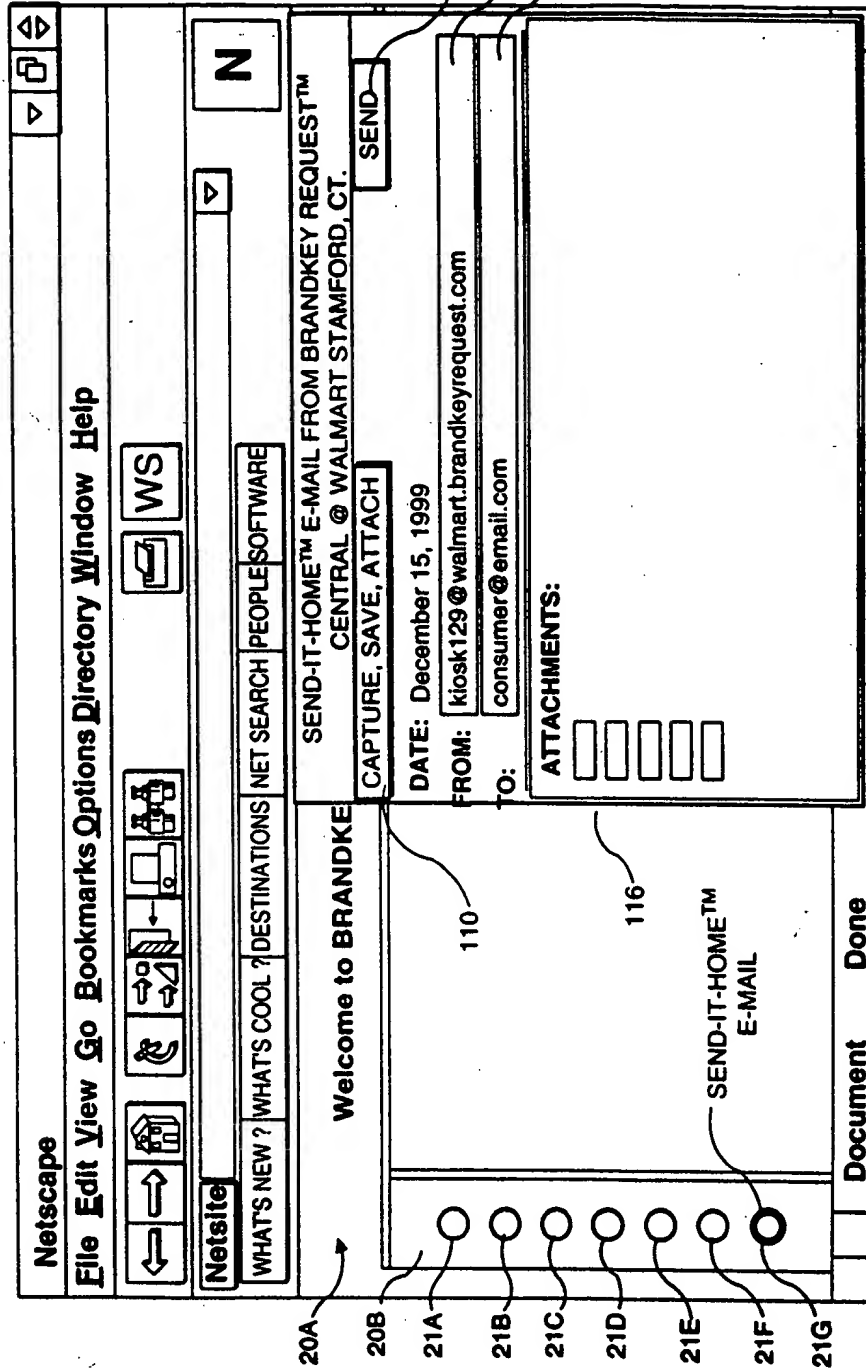 Netscape
File Edit View Go Bookmarks Options Directory Window Help
WS
Netsite
N
WHAT'S NEW ? WHAT'S COOL ? DESTINATIONS NET SEARCH PEOPLE SOFTWARE
Welcome to BRANDKE
SEND-IT-HOME™ E-MAIL FROM BRANDKEY REQUEST™
CENTRAL @ WALMART STAMFORD, CT.
CAPTURE, SAVE, ATTACH
SEND
DATE: December 15, 1999
FROM: kiosk129@walmart.brandkeyrequest.com
TO: consumer@email.com
ATTACHMENTS:
110
116
SEND-IT-HOME™
E-MAIL
Document Done
20A
20B
21A
21B
21C
21D
21E
21F
21G